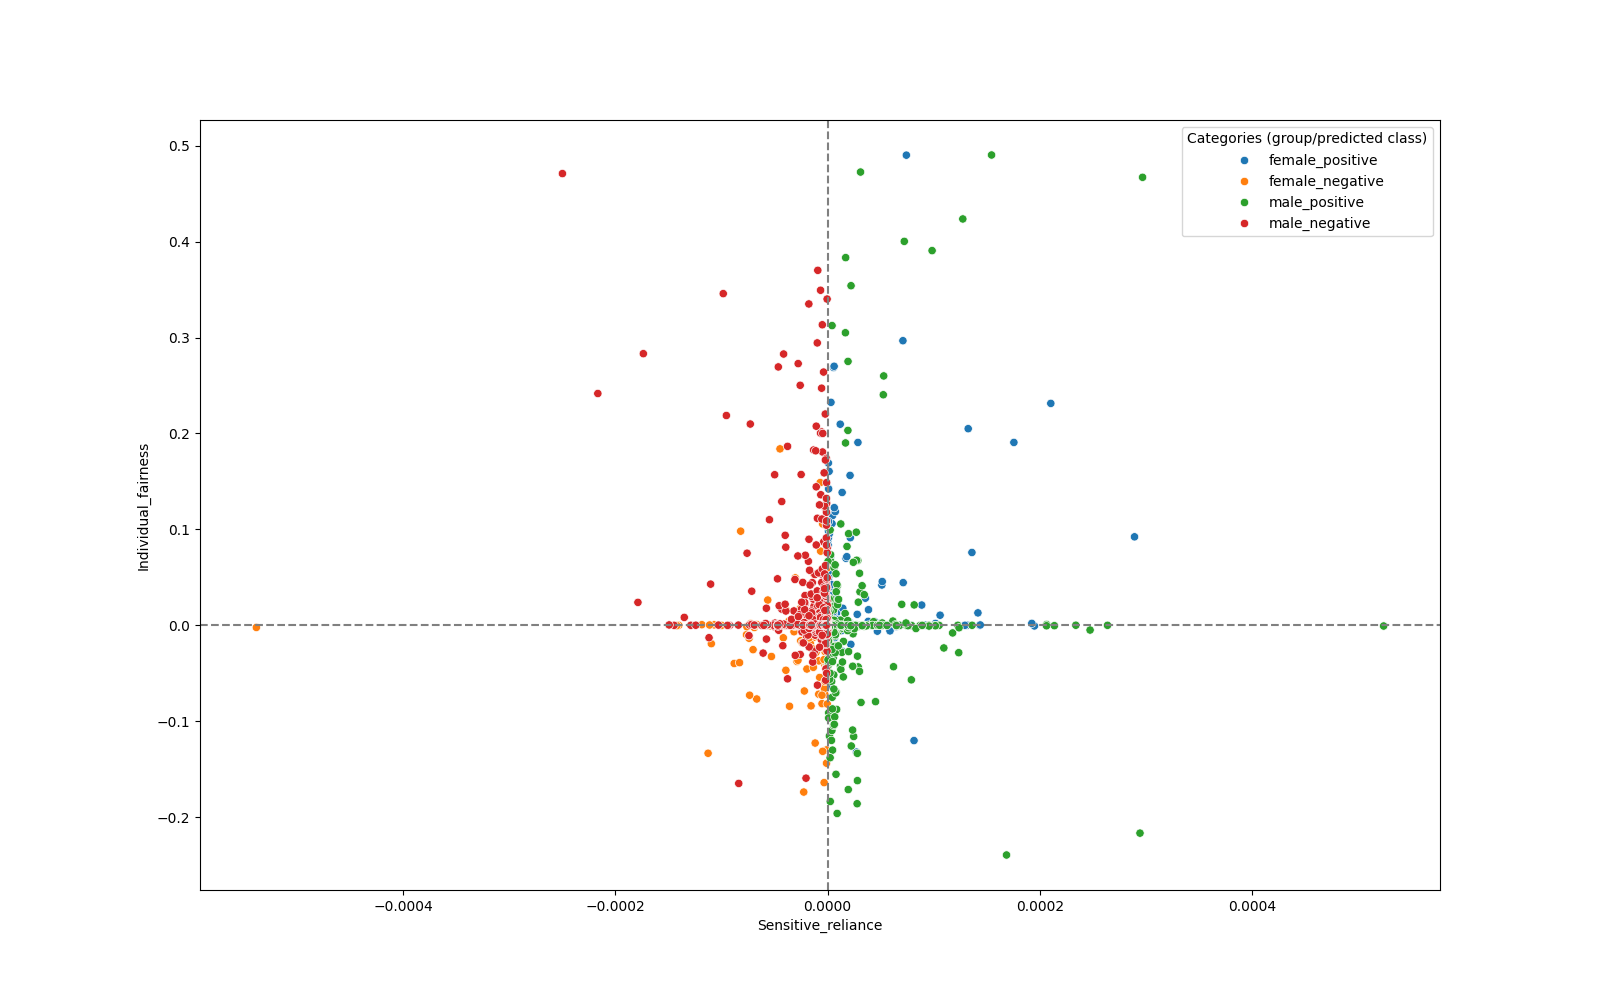 Categories (group/predicted class)
female_positive
female_negative
male_positive
male_negative
0.5
0.4
0.3
0.2
0.1
0.0
−0.1
−0.2
Individual_fairness
−0.0004
−0.0002
0.0000
0.0002
0.0004
Sensitive_reliance